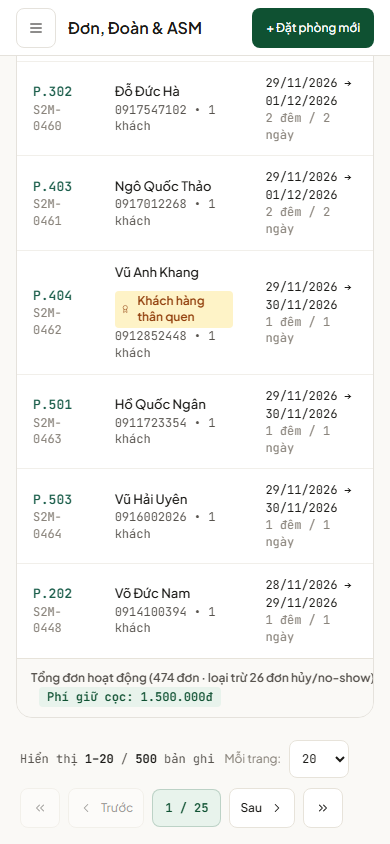 Đơn, Đoàn & ASM
+ Đặt phòng mới
P.302
S2M-
0460
Đỗ Đức Hà
0917547102 • 1
khách
29/11/2026 →
01/12/2026
2 đêm / 2
ngày
P.403
S2M-
0461
Ngô Quốc Thảo
0917012268 • 1
khách
29/11/2026 →
01/12/2026
2 đêm / 2
ngày
P.404
S2M-
0462
Vũ Anh Khang
Khách hàng
thân quen
0912852448 • 1
khách
29/11/2026 →
30/11/2026
1 đêm / 1
ngày
P.501
S2M-
0463
Hồ Quốc Ngân
0911723354 • 1
khách
29/11/2026 →
30/11/2026
1 đêm / 1
ngày
P.503
S2M-
0464
Vũ Hải Uyên
0916002026 • 1
khách
29/11/2026 →
30/11/2026
1 đêm / 1
ngày
P.202
S2M-
0448
Võ Đức Nam
0914100394 • 1
khách
28/11/2026 →
29/11/2026
1 đêm / 1
ngày
Tổng đơn hoạt động (474 đơn · loại trừ 26 đơn hủy/no-show)
Phí giữ cọc: 1.500.000đ
Hiển thị 1–20 / 500 bản ghi Mỗi trang: 20
« ‹ Trước 1 / 25 Sau › »